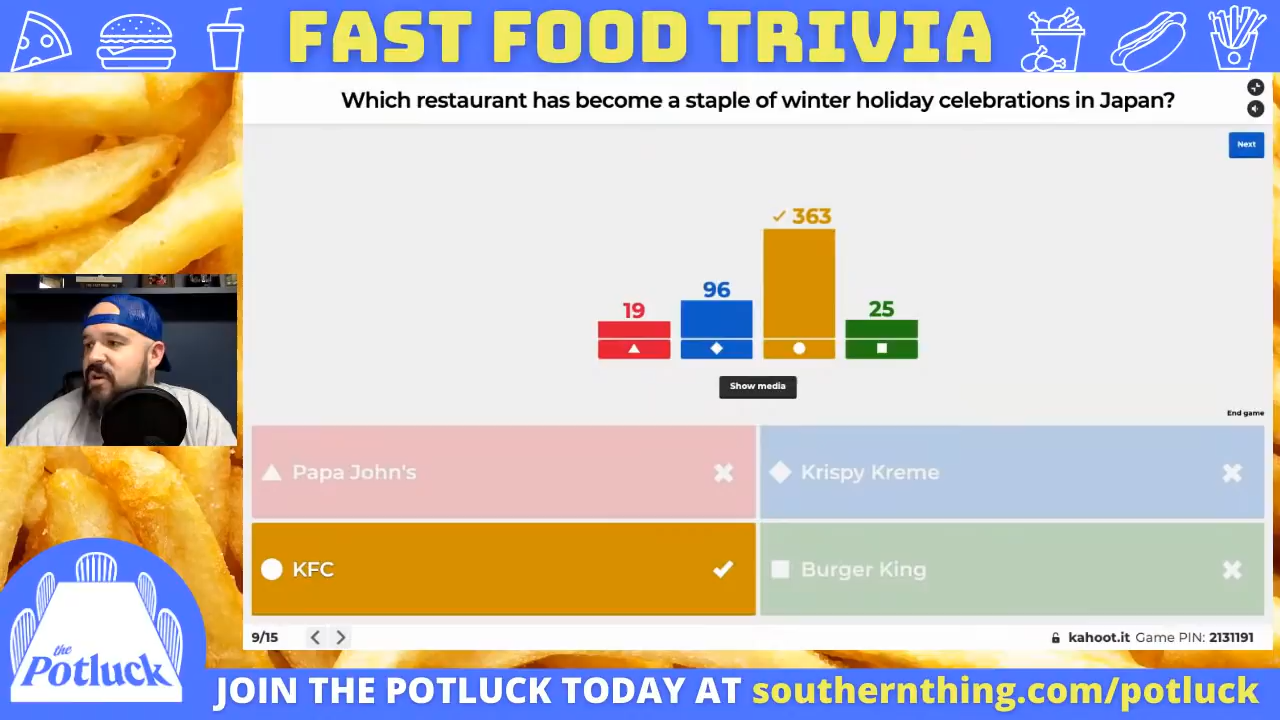 FAST FOOD TRIVIA
Which restaurant has become a staple of winter holiday celebrations in Japan?
Next
363
96
19
25
Show media
End game
Papa John's
Krispy Kreme
KFC
Burger King
9/15
kahoot.it Game PIN: 2131191
the
Potluck
JOIN THE POTLUCK TODAY AT southernthing.com/potluck